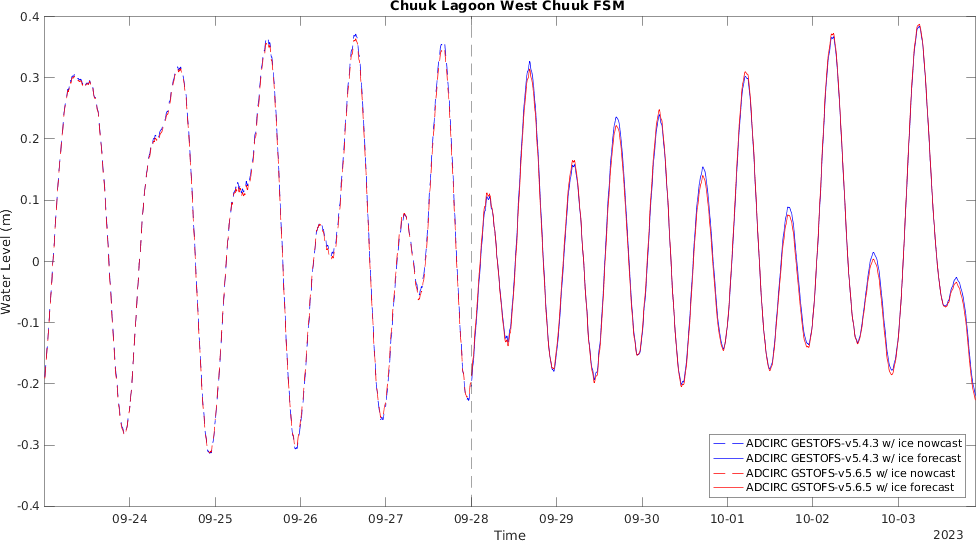 Chuuk Lagoon West Chuuk FSM
0.4
0.3
0.2
0.1
0
-0.1
-0.2
-0.3
-0.4
Water Level (m)
09-24
09-25
09-26
09-27
09-28
09-29
09-30
10-01
10-02
10-03
Time
2023
ADCIRC GESTOFS-v5.4.3 w/ ice nowcast
ADCIRC GESTOFS-v5.4.3 w/ ice forecast
ADCIRC GSTOFS-v5.6.5 w/ ice nowcast
ADCIRC GSTOFS-v5.6.5 w/ ice forecast